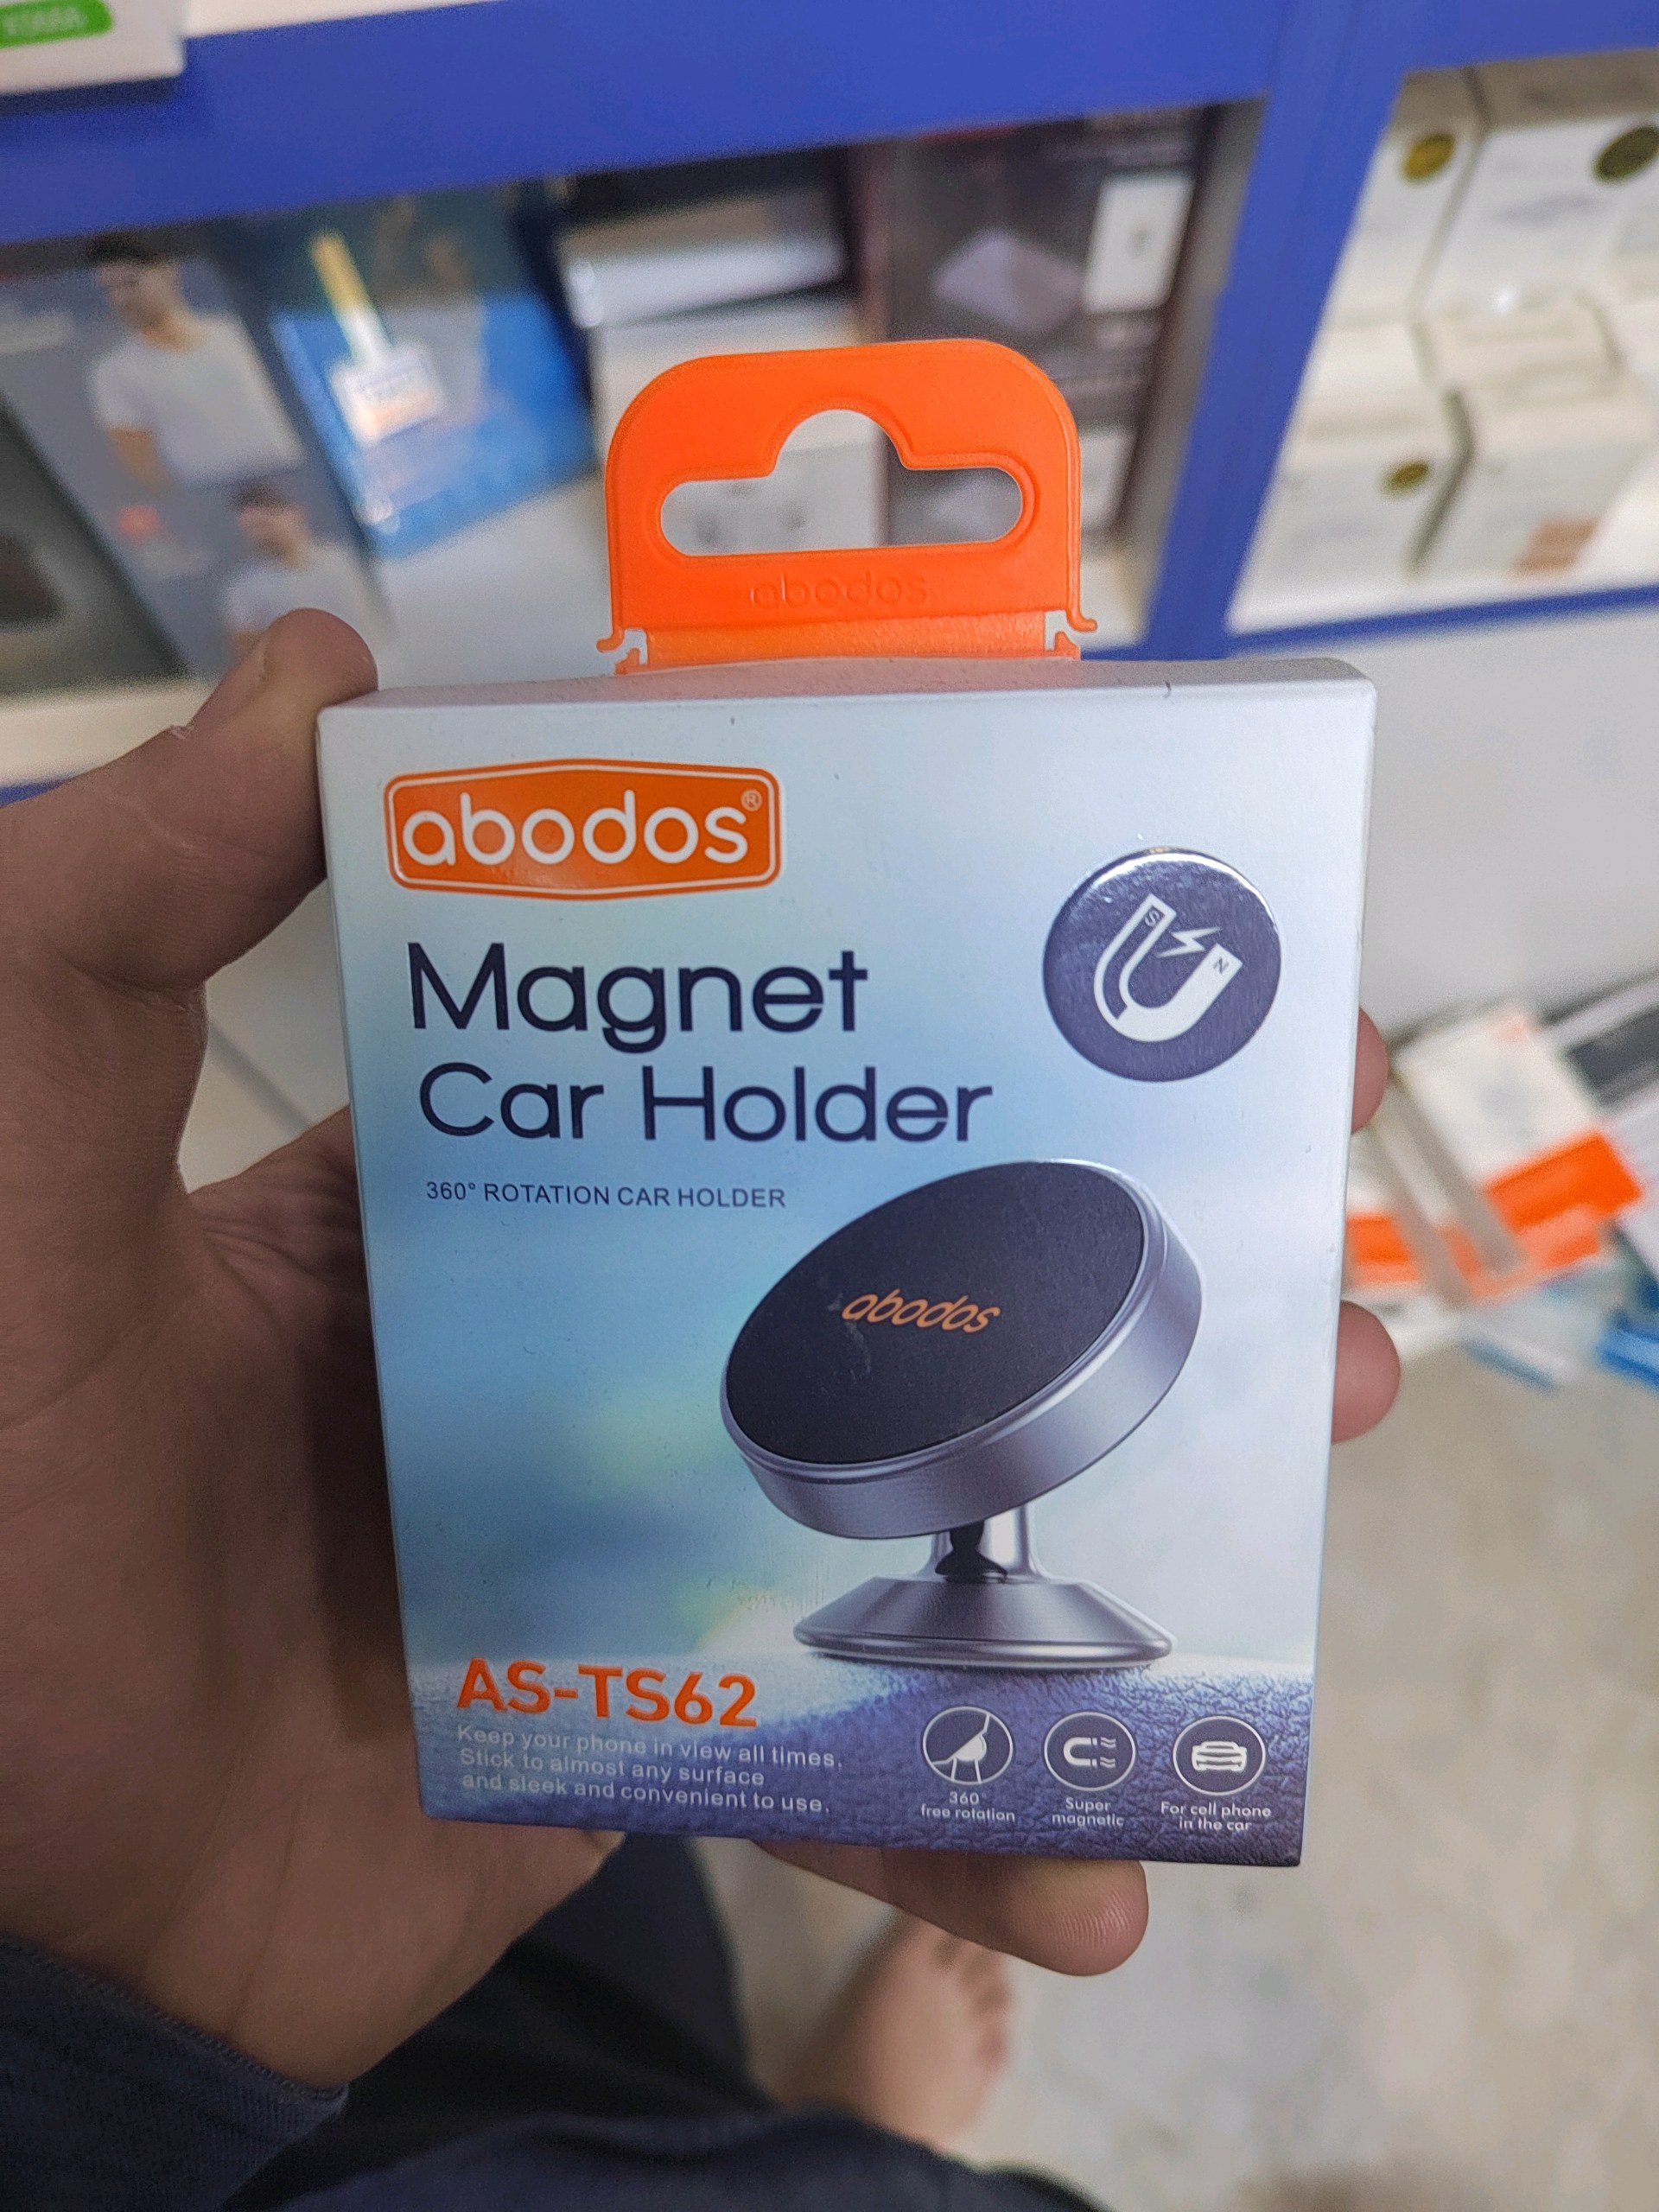 abodos
abodos®
S
N
Magnet
Car Holder
360° ROTATION CAR HOLDER
abodos
AS-TS62
Keep your phone in view all times.
Stick to almost any surface
and sleek and convenient to use.
360°
free rotation
Super
magnetic
For cell phone
in the car